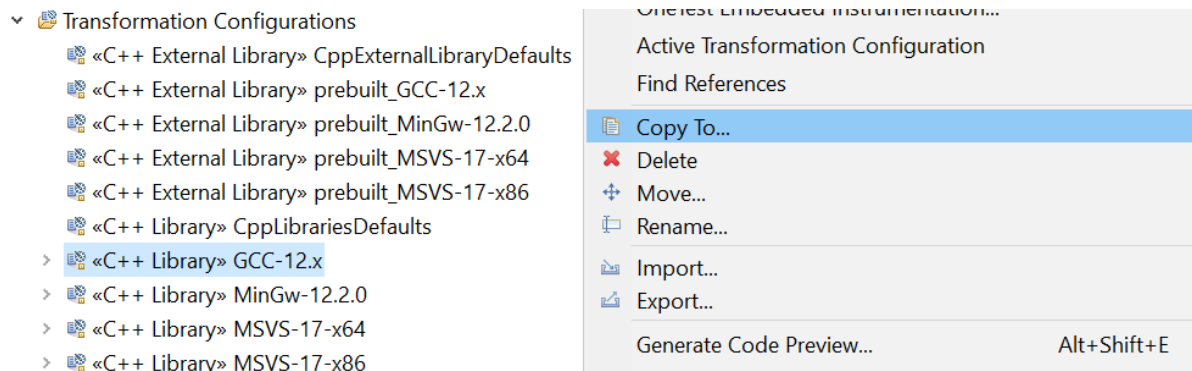 Transformation Configurations
«C++ External Library» CppExternalLibraryDefaults
«C++ External Library» prebuilt_GCC-12.x
«C++ External Library» prebuilt_MinGw-12.2.0
«C++ External Library» prebuilt_MSVS-17-x64
«C++ External Library» prebuilt_MSVS-17-x86
«C++ Library» CppLibrariesDefaults
«C++ Library» GCC-12.x
«C++ Library» MinGw-12.2.0
«C++ Library» MSVS-17-x64
«C++ Library» MSVS-17-x86
OneTest Embedded Instrumentation...
Active Transformation Configuration
Find References
Copy To...
Delete
Move...
Rename...
Import...
Export...
Generate Code Preview... Alt+Shift+E